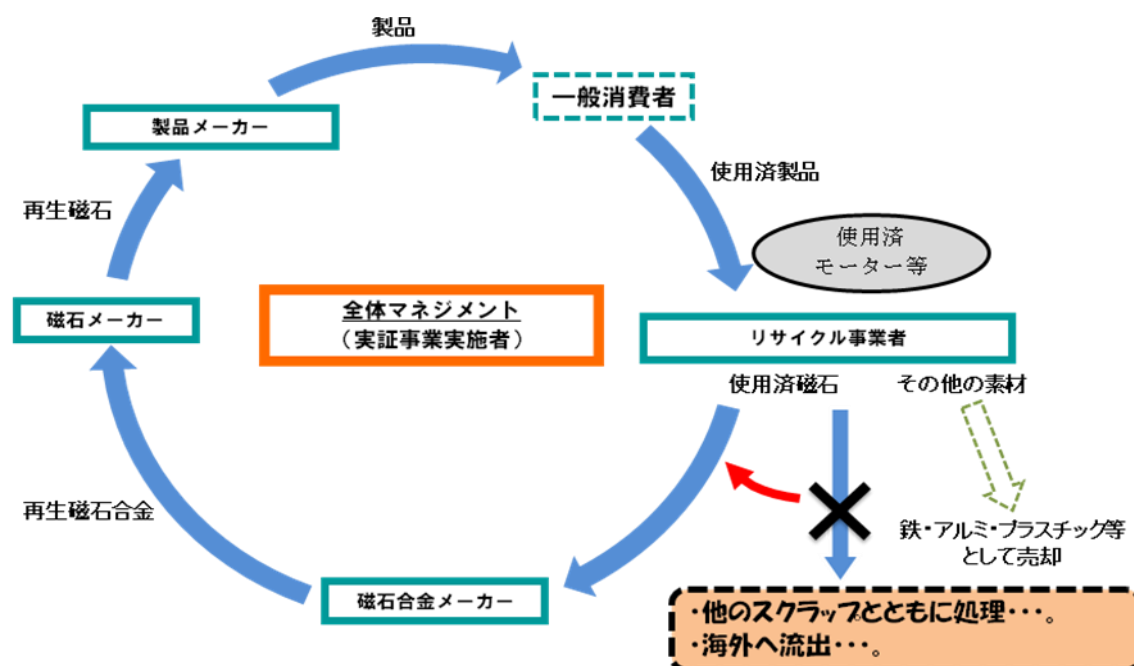 製品
一般消費者
製品メーカー
使用済製品
再生磁石
使用済
モーター等
磁石メーカー
全体マネジメント
（実証事業実施者）
リサイクル事業者
使用済磁石
その他の素材
再生磁石合金
鉄・アルミ・プラスチック等
として売却
磁石合金メーカー
・他のスクラップとともに処理・・・。
・海外へ流出・・・。